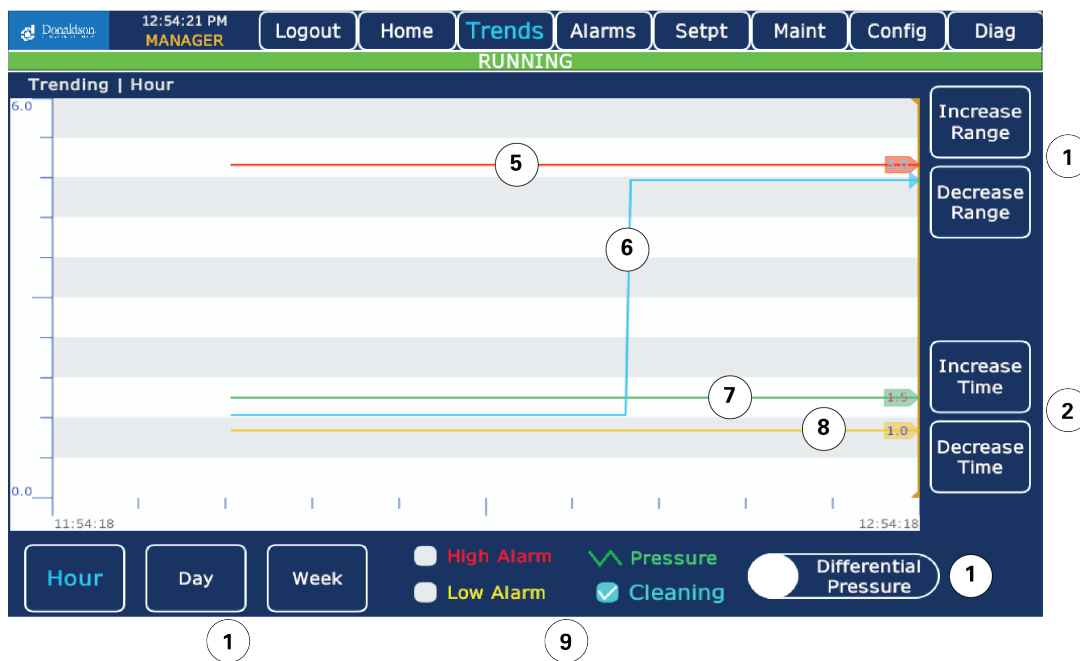 Donaldson
12:54:21 PM
MANAGER
Logout
Home
Trends
Alarms
Setpt
Maint
Config
Diag
RUNNING
Trending | Hour
6.0
Increase
Range
1
5
5.0
Decrease
Range
6
Increase
Time
7
1.5
2
8
1.0
Decrease
Time
0.0
11:54:18
12:54:18
Hour
Day
Week
High Alarm
Low Alarm
Pressure
Cleaning
Differential
Pressure
1
1
9